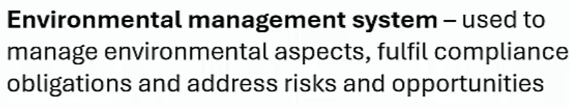 Environmental management system – used to
manage environmental aspects, fulfil compliance
obligations and address risks and opportunities